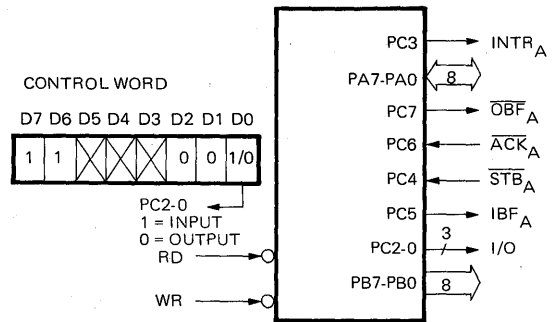 CONTROL WORD
D7 D6 D5 D4 D3 D2 D1 D0
1 1 0 0 1/0
PC2-0
1 = INPUT
0 = OUTPUT
RD
WR
PC3 INTRA
PA7-PA0 8
PC7 OBFA
PC6 ACKA
PC4 STBA
PC5 IBFA
PC2-0 3 I/O
PB7-PB0 8